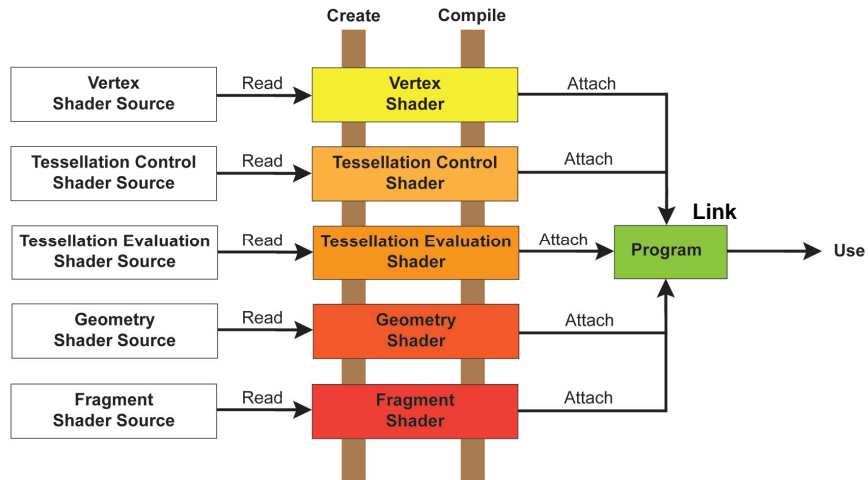 Create Compile
Vertex
Shader Source
Read
Vertex
Shader
Attach
Tessellation Control
Shader Source
Read
Tessellation Control
Shader
Attach
Link
Tessellation Evaluation
Shader Source
Read
Tessellation Evaluation
Shader
Attach
Program
Use
Geometry
Shader Source
Read
Geometry
Shader
Attach
Fragment
Shader Source
Read
Fragment
Shader
Attach